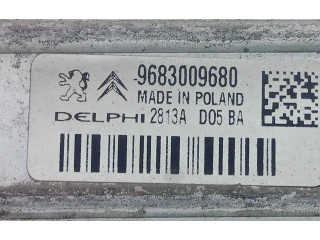 9683009680
MADE IN POLAND
DELPHI 2813A D05 BA